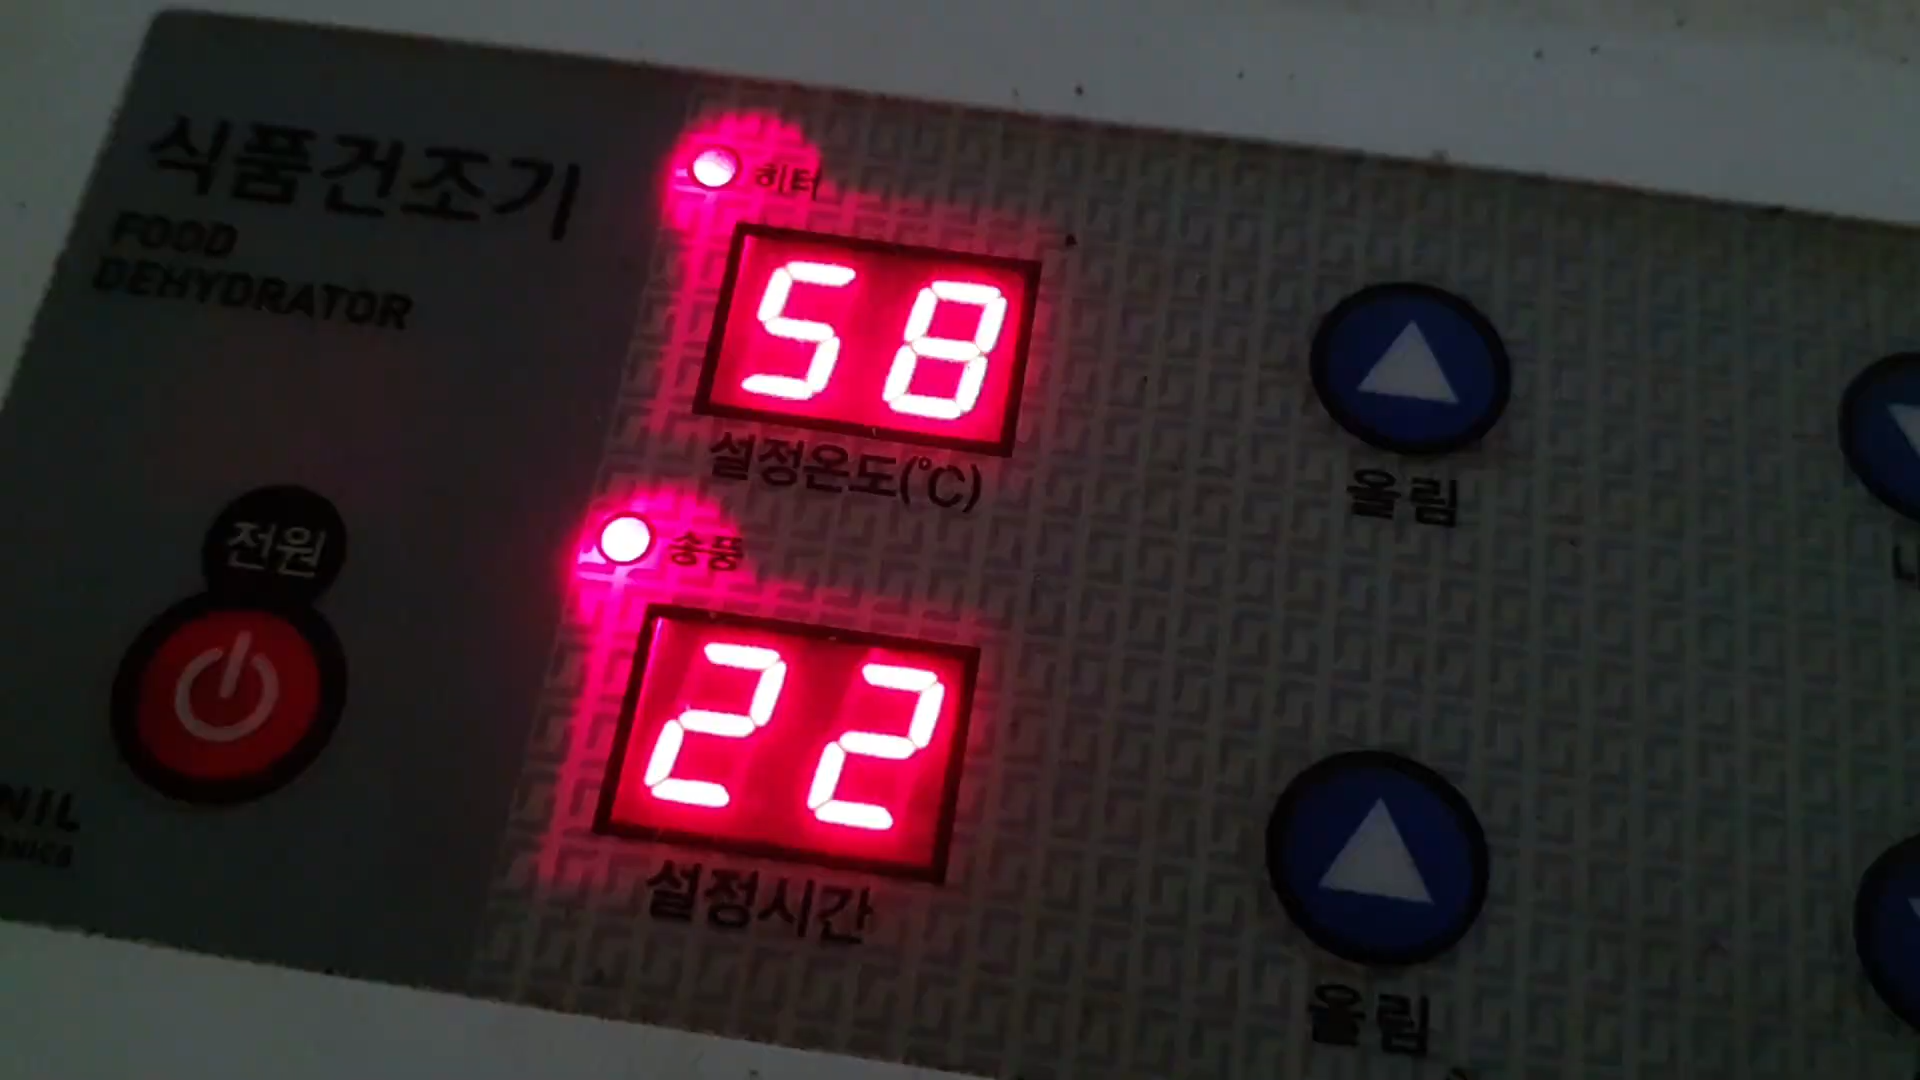 식품건조기
FOOD
DEHYDRATOR
히터
58
설정온도(℃)
올림
전원
송풍
22
설정시간
올림